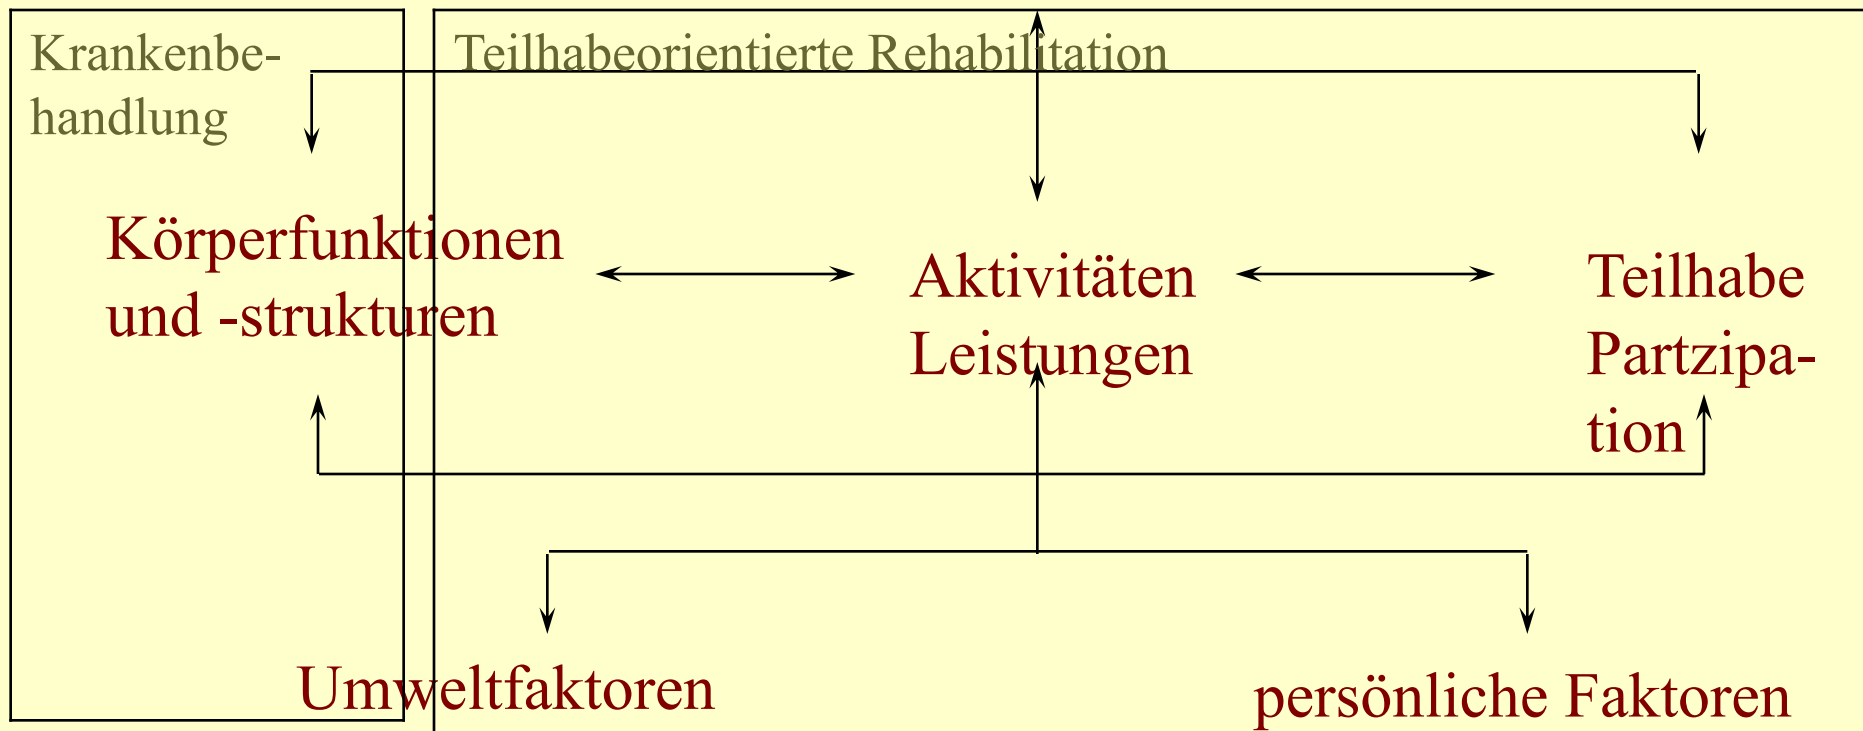 Krankenbe-
handlung
Teilhabeorientierte Rehabilitation
Körperfunktionen
und -strukturen
Aktivitäten
Leistungen
Teilhabe
Partzipa-
tion
Umweltfaktoren
persönliche Faktoren